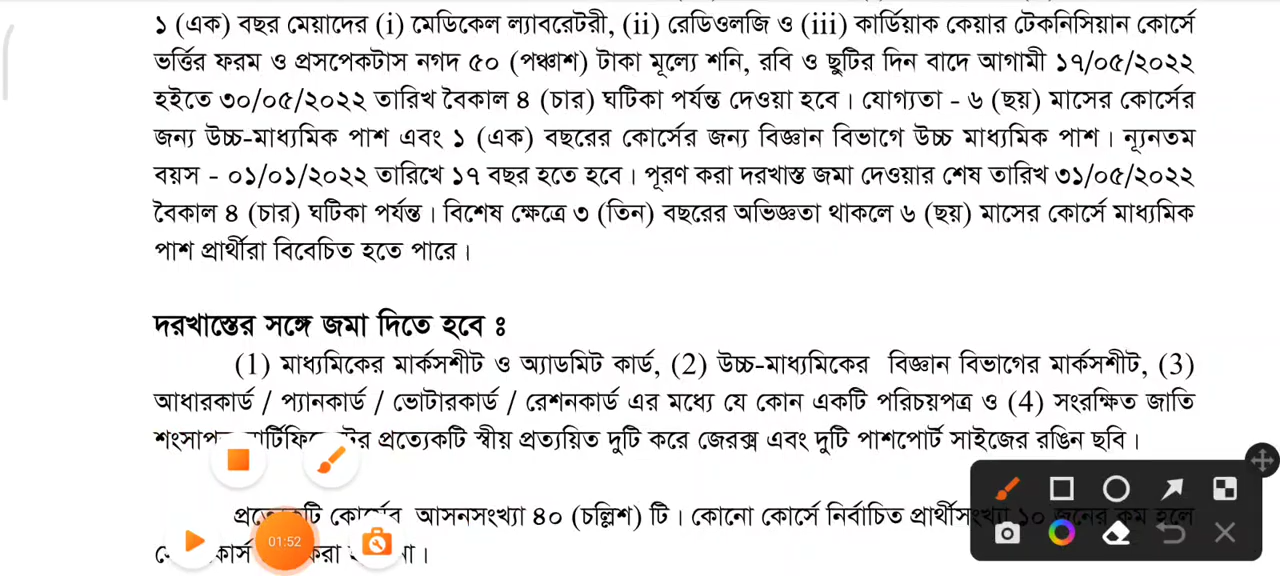 ১ (এক) বছর মেয়াদের (i) মেডিকেল ল্যাবরেটরী, (ii) রেডিওলজি ও (iii) কার্ডিয়াক কেয়ার টেকনিসিয়ান কোর্সে
ভর্ত্তির ফরম ও প্রসপেকটাস নগদ ৫০ (পঞ্চাশ) টাকা মূল্যে শনি, রবি ও ছুটির দিন বাদে আগামী ১৭/০৫/২০২২
হইতে ৩০/০৫/২০২২ তারিখ বৈকাল ৪ (চার) ঘটিকা পর্যন্ত দেওয়া হবে। যোগ্যতা - ৬ (ছয়) মাসের কোর্সের
জন্য উচ্চ-মাধ্যমিক পাশ এবং ১ (এক) বছরের কোর্সের জন্য বিজ্ঞান বিভাগে উচ্চ মাধ্যমিক পাশ। ন্যূনতম
বয়স - ০১/০১/২০২২ তারিখে ১৭ বছর হতে হবে। পূরণ করা দরখাস্ত জমা দেওয়ার শেষ তারিখ ৩১/০৫/২০২২
বৈকাল ৪ (চার) ঘটিকা পর্যন্ত। বিশেষ ক্ষেত্রে ৩ (তিন) বছরের অভিজ্ঞতা থাকলে ৬ (ছয়) মাসের কোর্সে মাধ্যমিক
পাশ প্রার্থীরা বিবেচিত হতে পারে।
দরখাস্তের সঙ্গে জমা দিতে হবে ঃ
(1) মাধ্যমিকের মার্কসশীট ও অ্যাডমিট কার্ড, (2) উচ্চ-মাধ্যমিকের বিজ্ঞান বিভাগের মার্কসশীট, (3)
আধারকার্ড / প্যানকার্ড / ভোটারকার্ড / রেশনকার্ড এর মধ্যে যে কোন একটি পরিচয়পত্র ও (4) সংরক্ষিত জাতি
প্রত্যেকটি স্বীয় প্রত্যয়িত দুটি করে জেরক্স এবং দুটি পাশপোর্ট সাইজের রঙিন ছবি।
আসনসংখ্যা ৪০ (চল্লিশ) টি। কোনো কোর্সে নির্বাচিত প্রার্থীসংখ্যা ১০ জনের কম হলে
01:52